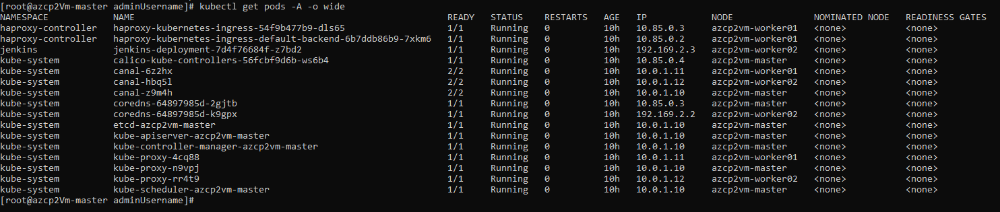 [root@azcp2Vm-master adminUsername]# kubectl get pods -A -o wide
NAMESPACE NAME READY STATUS RESTARTS AGE IP NODE NOMINATED NODE READINESS GATES
haproxy-controller haproxy-kubernetes-ingress-54f9b477b9-dls65 1/1 Running 0 10h 10.85.0.3 azcp2vm-worker01 <none> <none>
haproxy-controller haproxy-kubernetes-ingress-default-backend-6b7ddb86b9-7xkm6 1/1 Running 0 10h 10.85.0.2 azcp2vm-worker01 <none> <none>
jenkins jenkins-deployment-7d4f76684f-z7bd2 1/1 Running 0 10h 192.169.2.3 azcp2vm-worker02 <none> <none>
kube-system calico-kube-controllers-56fcbf9d6b-ws6b4 1/1 Running 0 10h 10.85.0.4 azcp2vm-master <none> <none>
kube-system canal-6z2hx 2/2 Running 0 10h 10.0.1.11 azcp2vm-worker01 <none> <none>
kube-system canal-hbq5l 2/2 Running 0 10h 10.0.1.12 azcp2vm-worker02 <none> <none>
kube-system canal-z9m4h 2/2 Running 0 10h 10.0.1.10 azcp2vm-master <none> <none>
kube-system coredns-64897985d-2gjtb 1/1 Running 0 10h 10.85.0.3 azcp2vm-master <none> <none>
kube-system coredns-64897985d-k9gpx 1/1 Running 0 10h 192.169.2.2 azcp2vm-worker02 <none> <none>
kube-system etcd-azcp2vm-master 1/1 Running 0 10h 10.0.1.10 azcp2vm-master <none> <none>
kube-system kube-apiserver-azcp2vm-master 1/1 Running 0 10h 10.0.1.10 azcp2vm-master <none> <none>
kube-system kube-controller-manager-azcp2vm-master 1/1 Running 0 10h 10.0.1.10 azcp2vm-master <none> <none>
kube-system kube-proxy-4cq88 1/1 Running 0 10h 10.0.1.11 azcp2vm-worker01 <none> <none>
kube-system kube-proxy-n9vpj 1/1 Running 0 10h 10.0.1.10 azcp2vm-master <none> <none>
kube-system kube-proxy-rr4t9 1/1 Running 0 10h 10.0.1.12 azcp2vm-worker02 <none> <none>
kube-system kube-scheduler-azcp2vm-master 1/1 Running 0 10h 10.0.1.10 azcp2vm-master <none> <none>
[root@azcp2Vm-master adminUsername]#